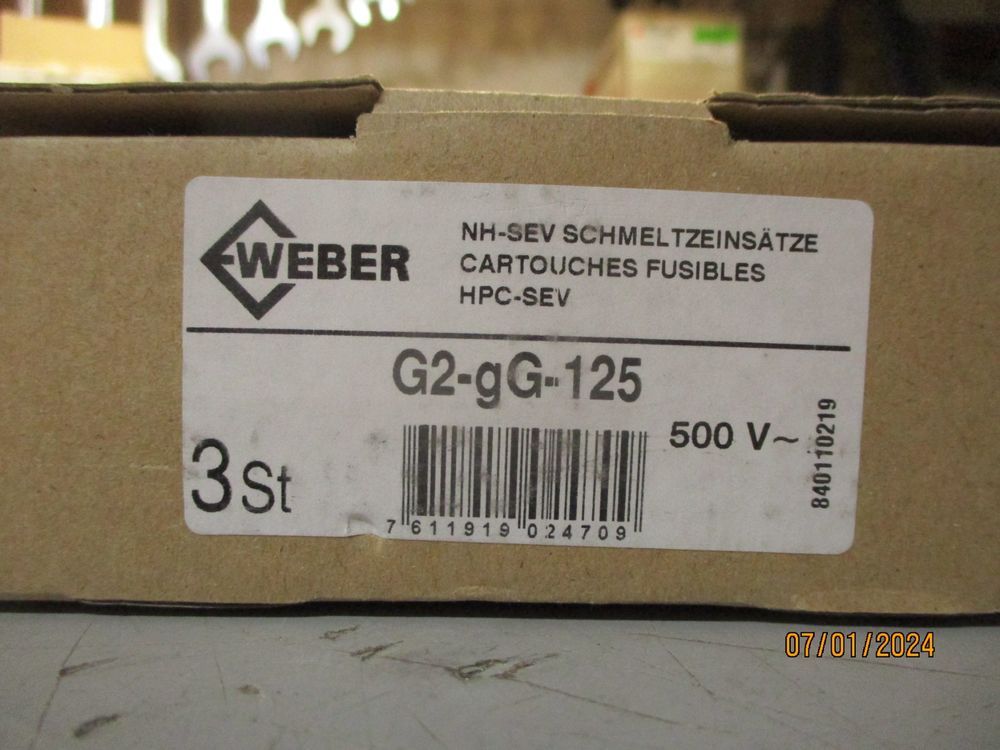 WEBER
NH-SEV SCHMELTZEINSÄTZE
CARTOUCHES FUSIBLES
HPC-SEV
G2-gG-125
500 V~
840110219
3 St
7 611919 024709
07/01/2024